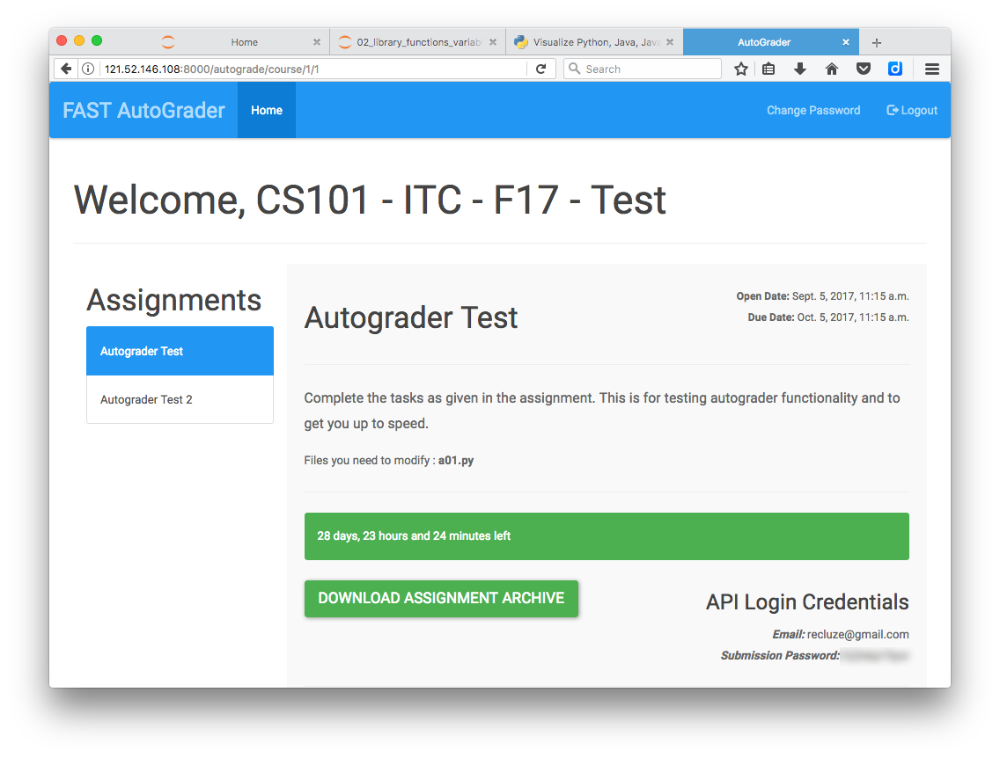 Home
02_library_functions_variabl
Visualize Python, Java, Java
AutoGrader
121.52.146.108:8000/autograde/course/1/1
Search
FAST AutoGrader
Home
Change Password
Logout
Welcome, CS101 - ITC - F17 - Test
Assignments
Autograder Test
Autograder Test 2
Autograder Test
Open Date: Sept. 5, 2017, 11:15 a.m.
Due Date: Oct. 5, 2017, 11:15 a.m.
Complete the tasks as given in the assignment. This is for testing autograder functionality and to
get you up to speed.
Files you need to modify : a01.py
28 days, 23 hours and 24 minutes left
DOWNLOAD ASSIGNMENT ARCHIVE
API Login Credentials
Email: recluze@gmail.com
Submission Password: